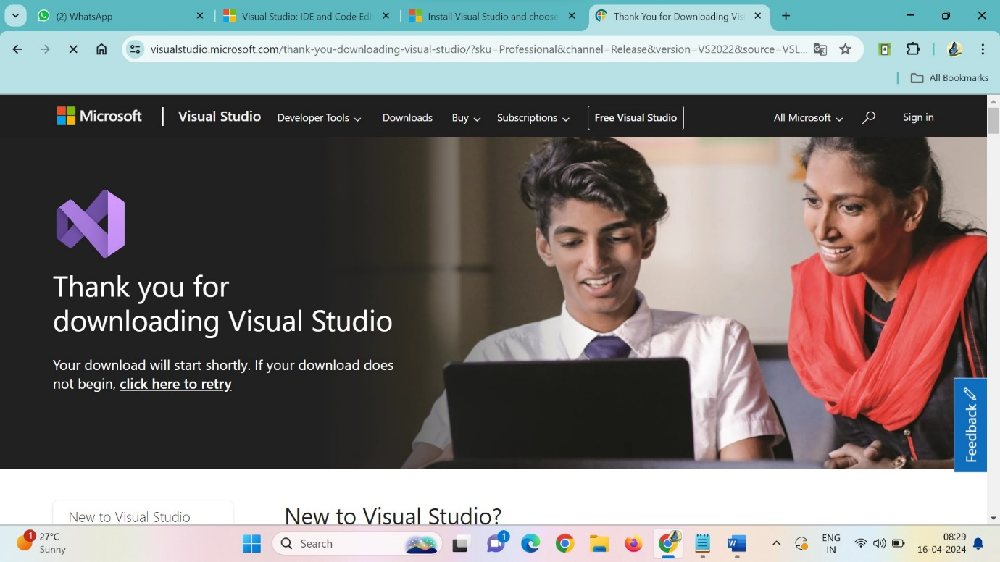 (2) WhatsApp
Visual Studio: IDE and Code Edi
Install Visual Studio and choose
Thank You for Downloading Vis
visualstudio.microsoft.com/thank-you-downloading-visual-studio/?sku=Professional&channel=Release&version=VS2022&source=VSL...
All Bookmarks
Microsoft | Visual Studio Developer Tools Downloads Buy Subscriptions Free Visual Studio All Microsoft Sign in
Thank you for
downloading Visual Studio
Your download will start shortly. If your download does
not begin, click here to retry
Feedback
New to Visual Studio
New to Visual Studio?
1
27°C
Sunny
Search
1
ENG
IN
08:29
16-04-2024